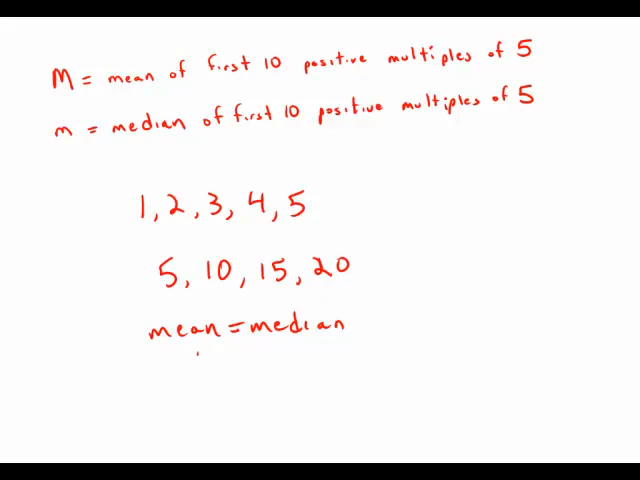 M = mean of first 10 positive multiples of 5
m = median of first 10 positive multiples of 5
1, 2, 3, 4, 5
5, 10, 15, 20
mean = median